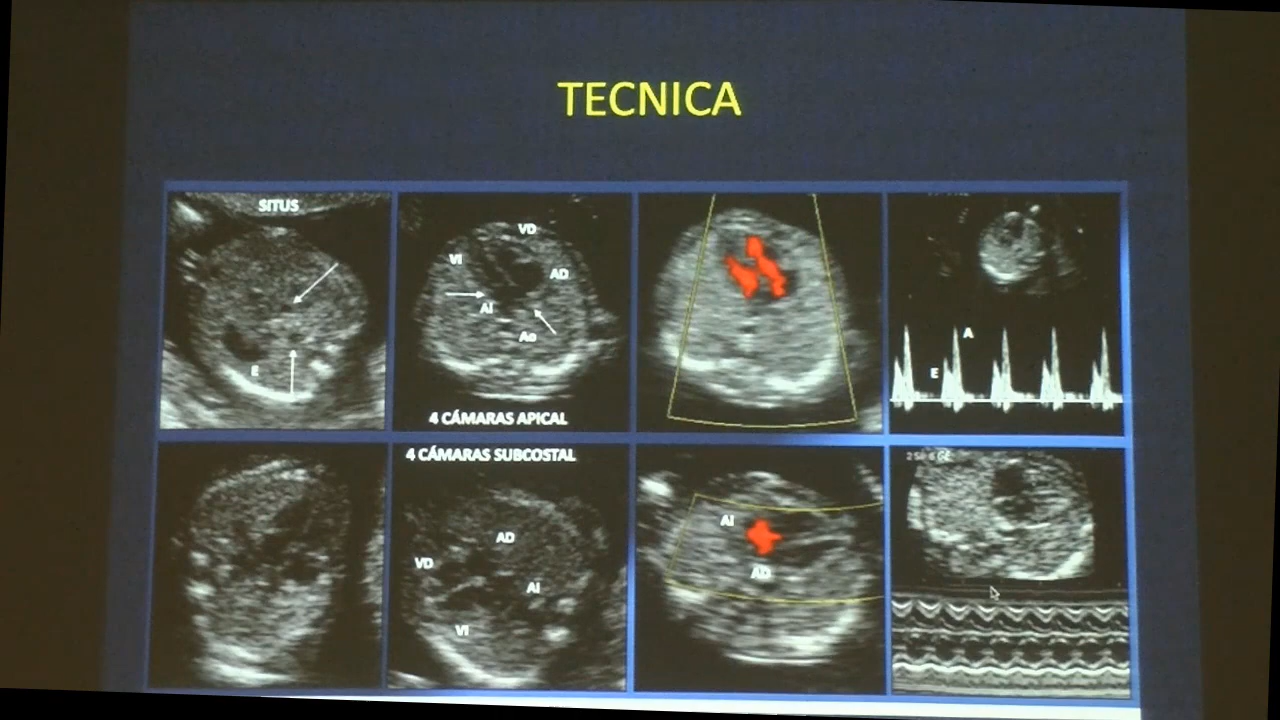 TECNICA
SITUS
E
VD
VI
AD
AI
Ao
4 CÁMARAS APICAL
A
E
4 CÁMARAS SUBCOSTAL
AD
VD
AI
VI
AI
AD